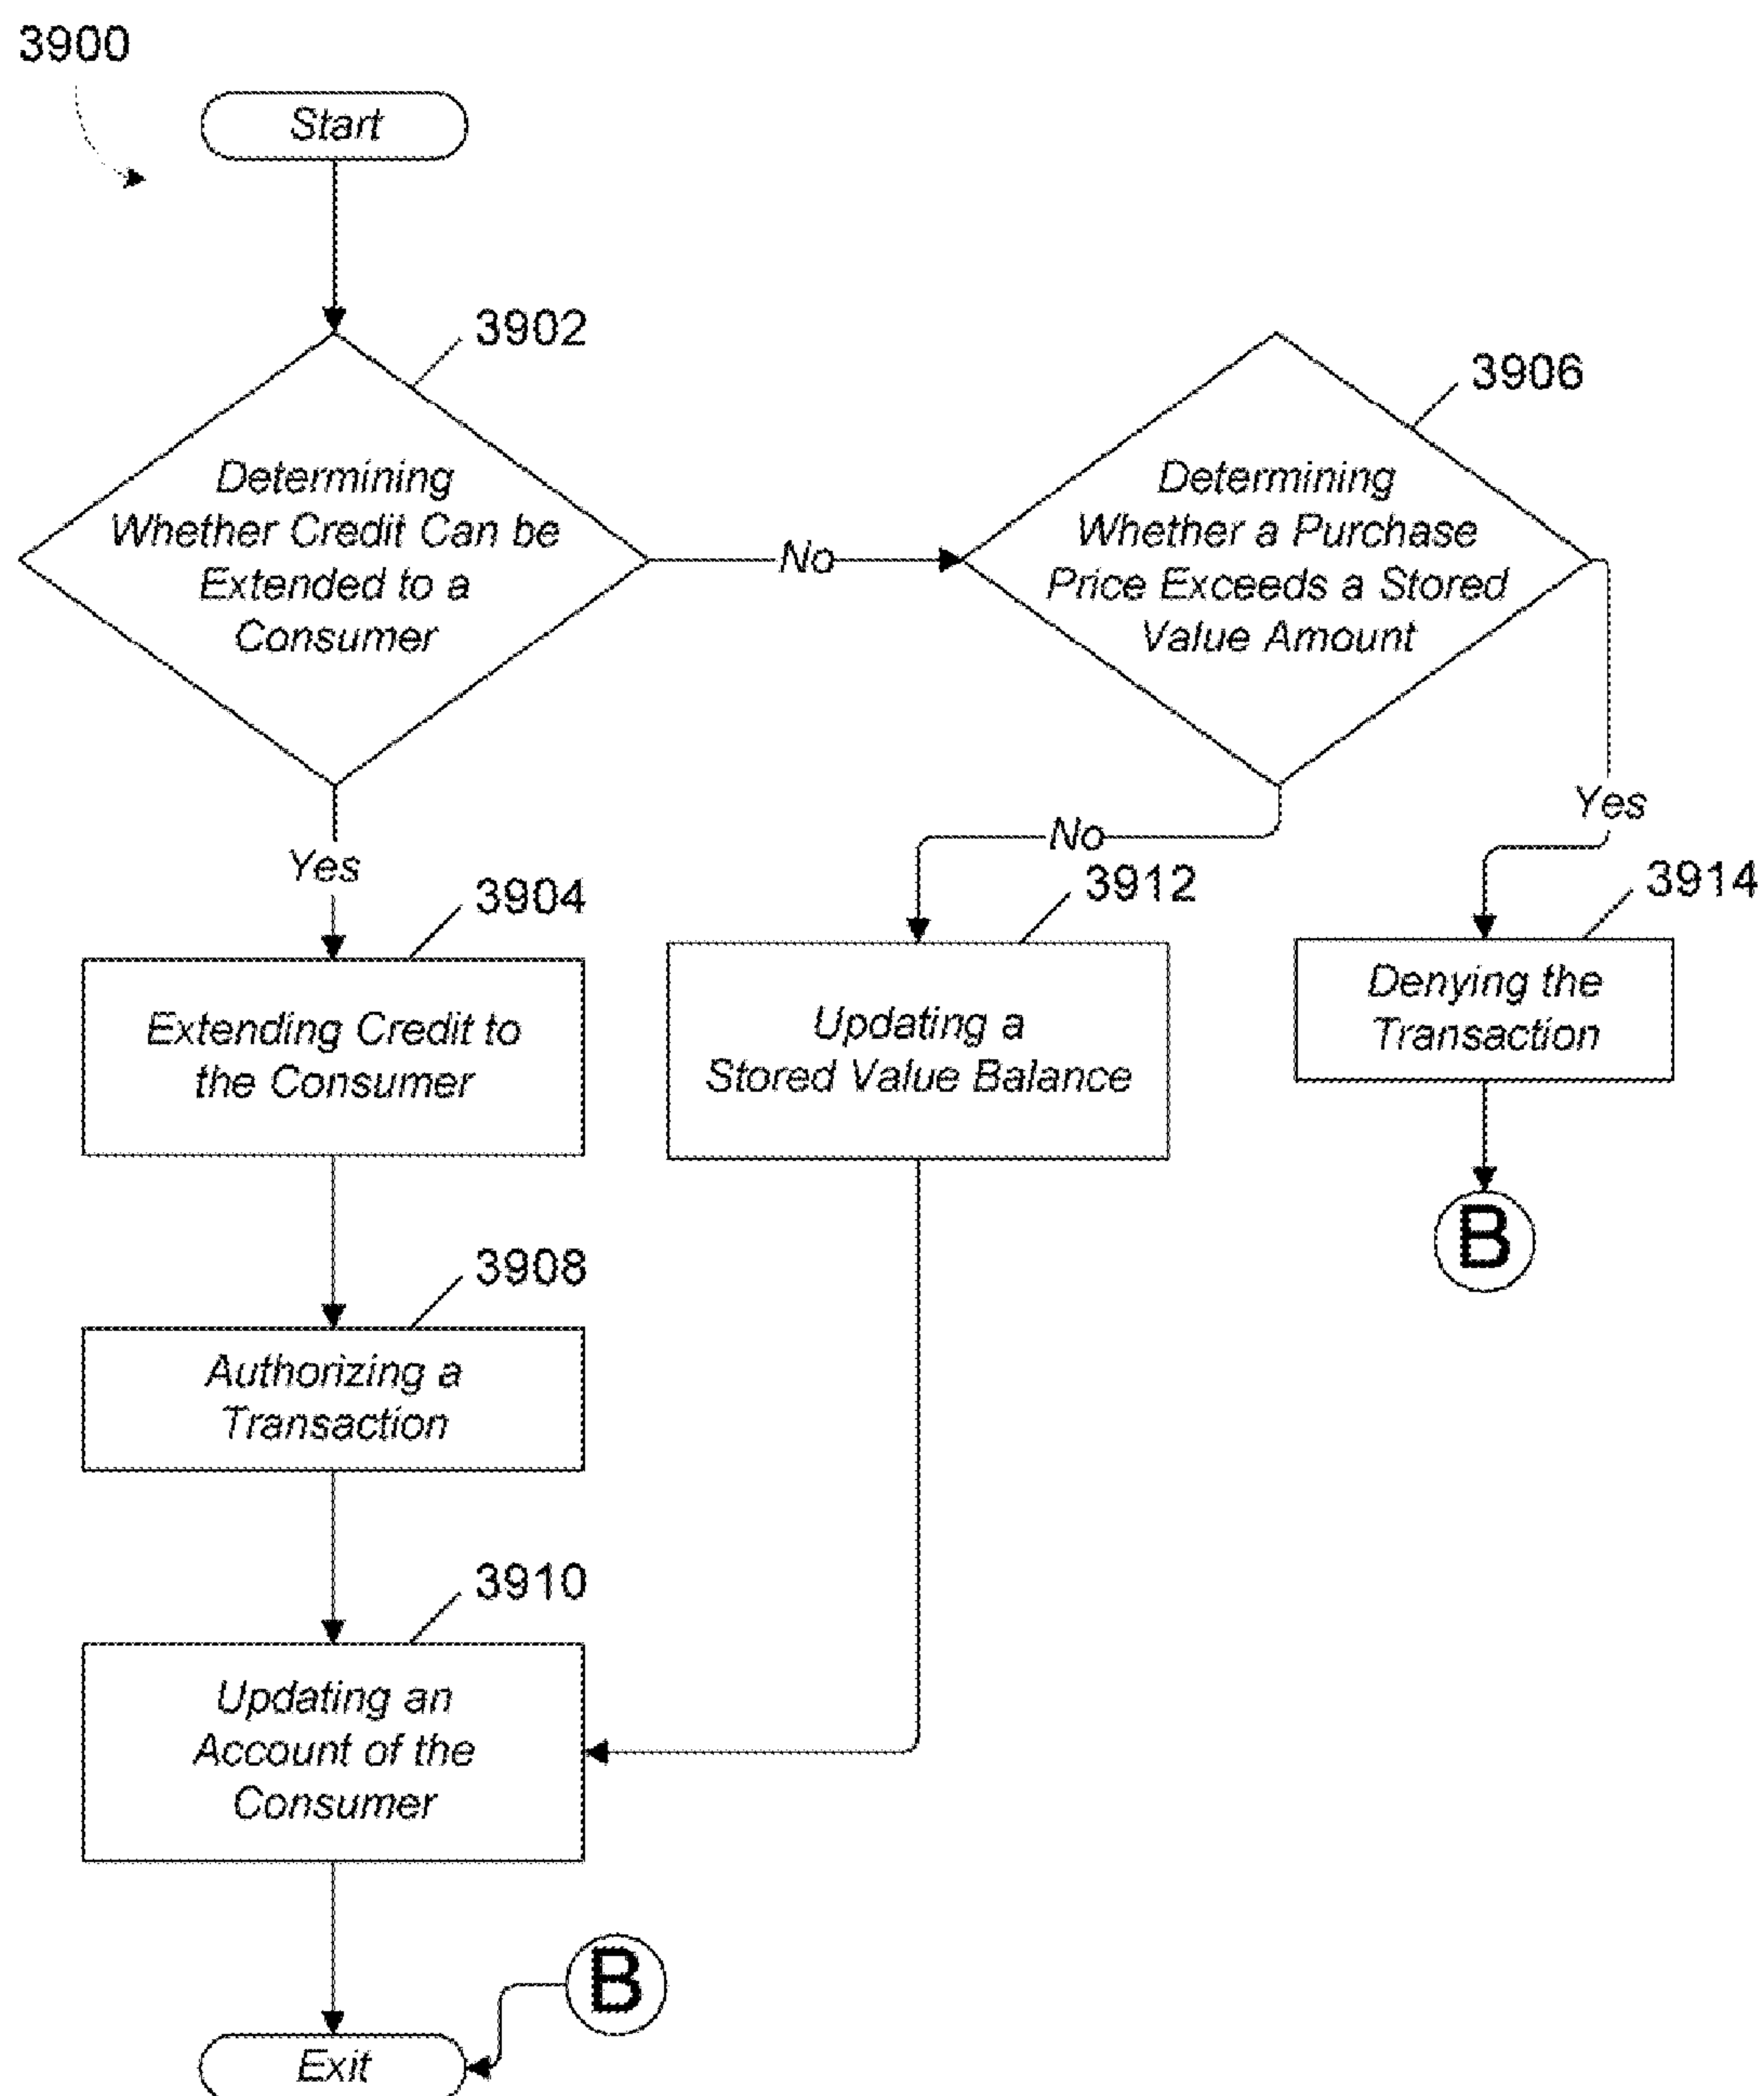 3900
Start
3902
Determining
Whether Credit Can be
Extended to a
Consumer
No
3906
Determining
Whether a Purchase
Price Exceeds a Stored
Value Amount
Yes
No
Yes
3904
Extending Credit to
the Consumer
3912
Updating a
Stored Value Balance
3914
Denying the
Transaction
B
3908
Authorizing a
Transaction
3910
Updating an
Account of the
Consumer
B
Exit